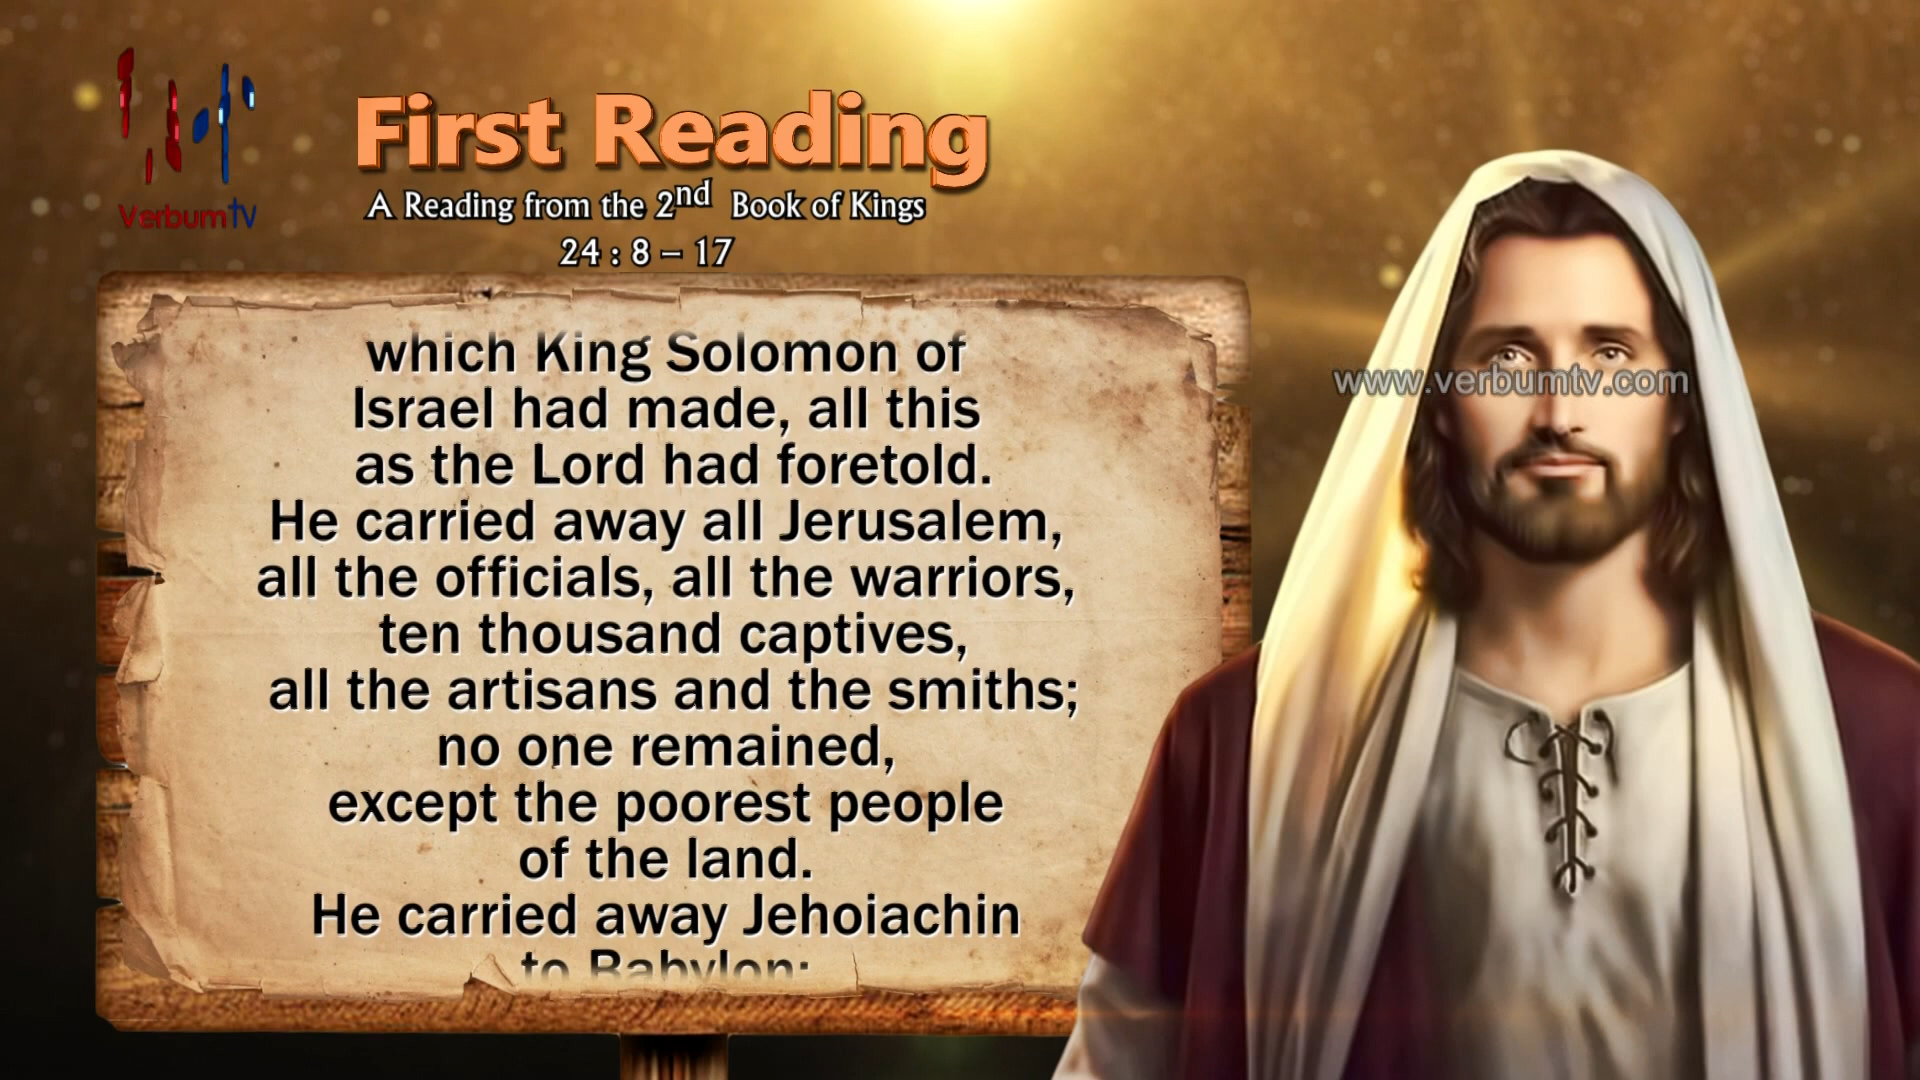 VerbumTV
First Reading
A Reading from the 2nd Book of Kings
24 : 8 – 17
www.verbumtv.com
which King Solomon of
Israel had made, all this
as the Lord had foretold.
He carried away all Jerusalem,
all the officials, all the warriors,
ten thousand captives,
all the artisans and the smiths;
no one remained,
except the poorest people
of the land.
He carried away Jehoiachin
to Babylon;